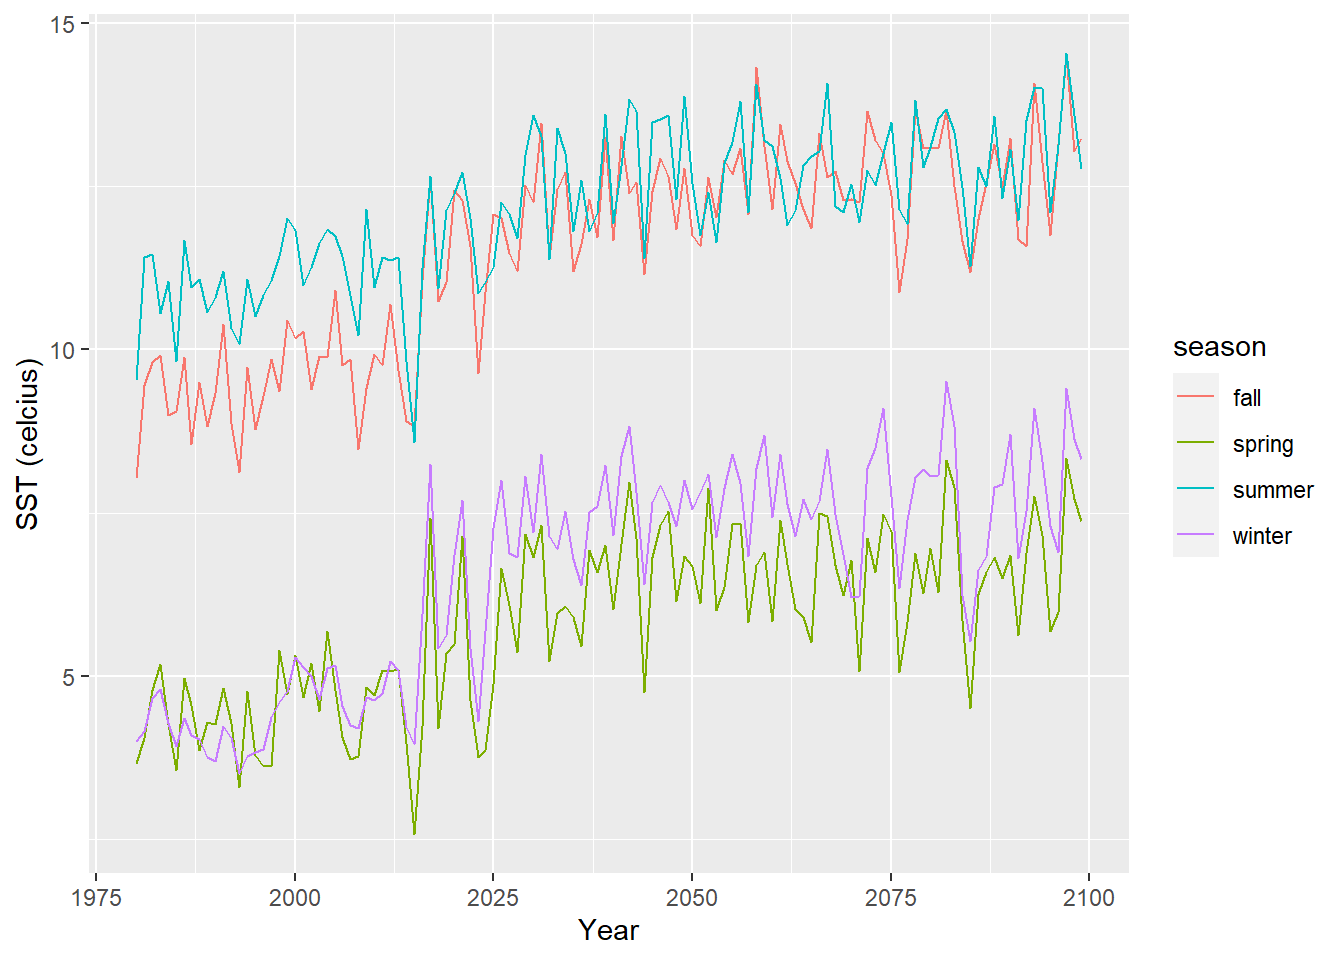 15
10
5
SST (celcius)
1975
2000
2025
2050
2075
2100
Year
season
fall
spring
summer
winter